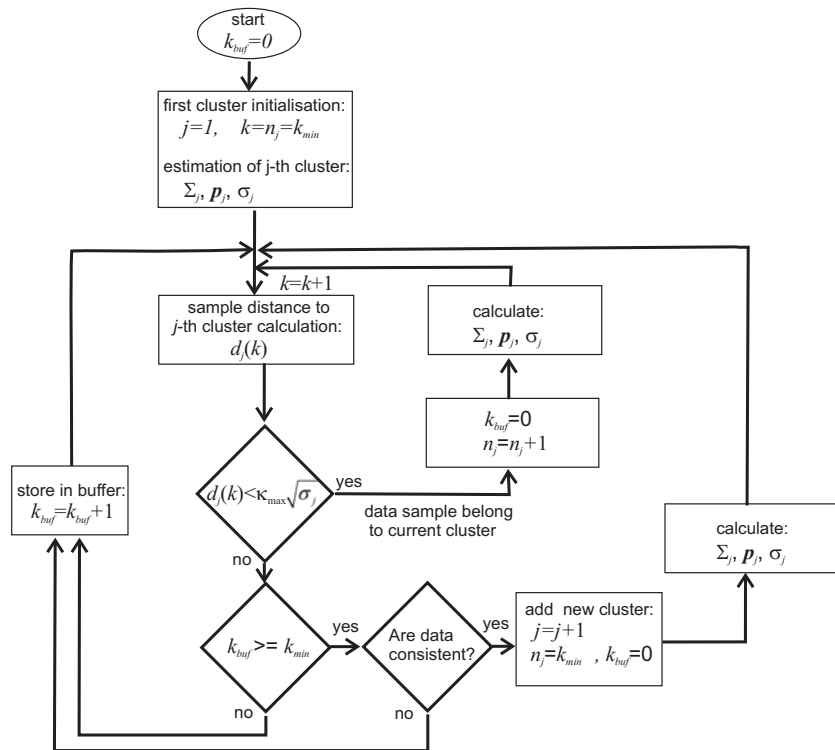 start
k_buf=0
first cluster initialisation:
j=1, k=n_j=k_min
estimation of j-th cluster:
Σ_j, p_j, σ_j
k=k+1
sample distance to
j-th cluster calculation:
d_j(k)
calculate:
Σ_j, p_j, σ_j
k_buf=0
n_j=n_j+1
d_j(k)<κ_max√σ_j
yes
data sample belong
to current cluster
no
store in buffer:
k_buf=k_buf+1
calculate:
Σ_j, p_j, σ_j
k_buf>= k_min
yes
no
Are data
consistent?
yes
no
add new cluster:
j=j+1
n_j=k_min , k_buf=0